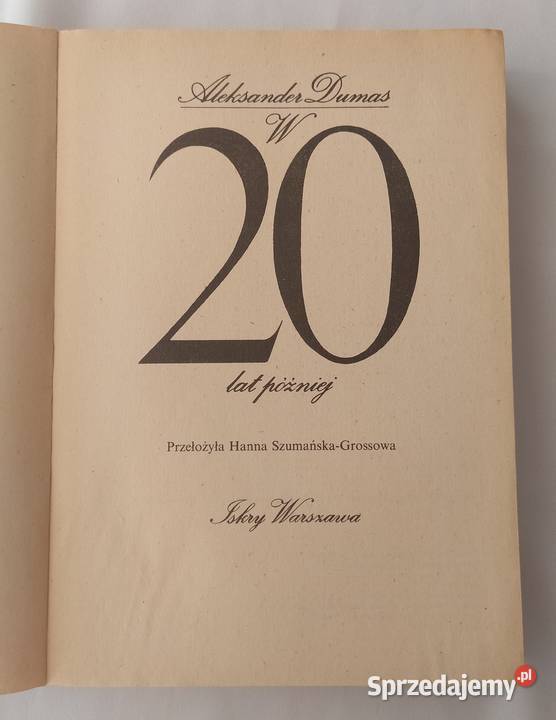 Aleksander Dumas
W
20
lat później
Przełożyła Hanna Szumańska-Grossowa
Iskry Warszawa
Sprzedajemy.pl